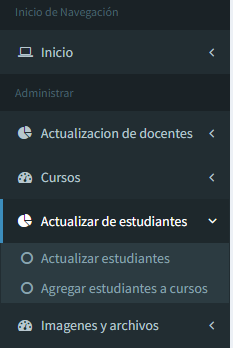 Inicio de Navegación
Inicio
Administrar
Actualizacion de docentes
Cursos
Actualizar de estudiantes
Actualizar estudiantes
Agregar estudiantes a cursos
Imagenes y archivos